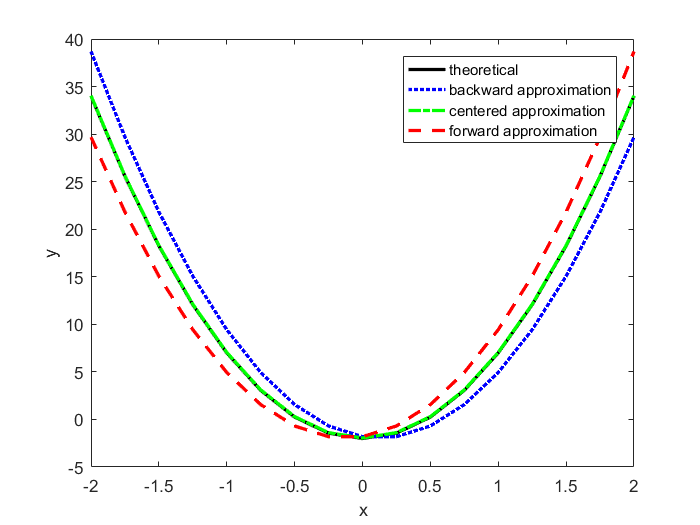 40
35
30
25
20
15
10
5
0
-5
y
theoretical
backward approximation
centered approximation
forward approximation
-2 -1.5 -1 -0.5 0 0.5 1 1.5 2
x